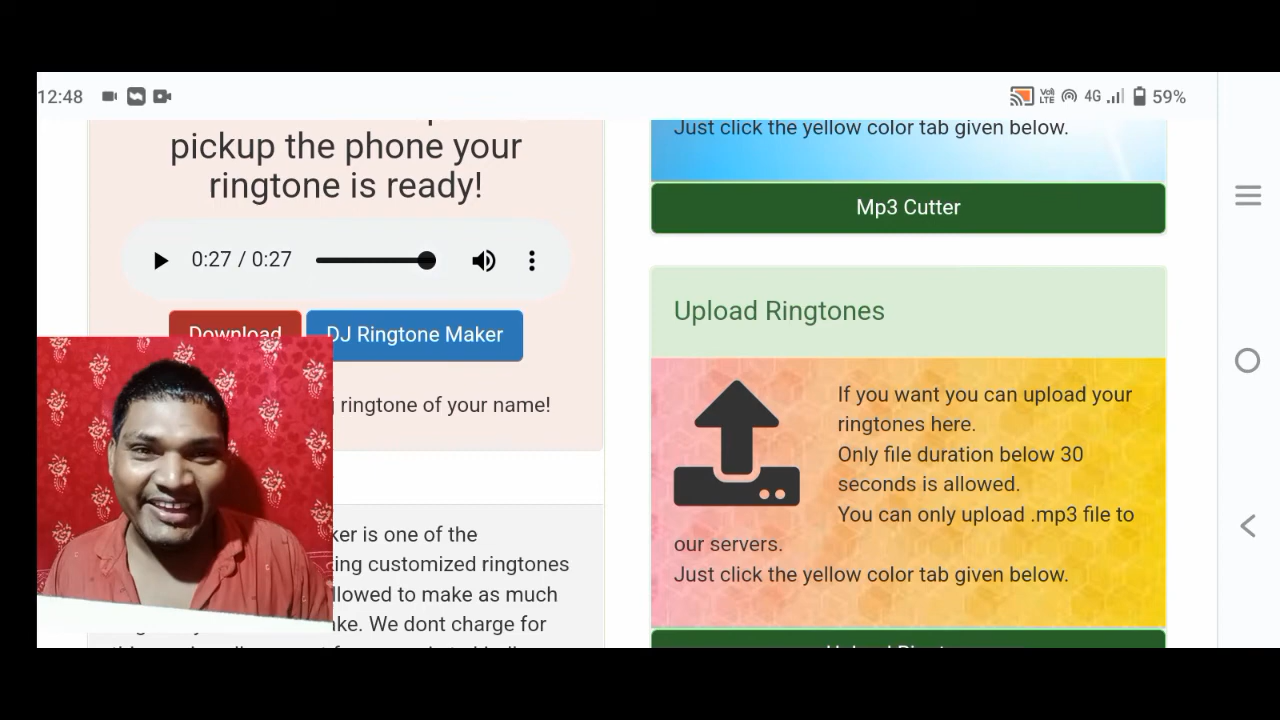 12:48
VoI) LTE 4G 59%
pickup the phone your
ringtone is ready!
0:27 / 0:27
Download
DJ Ringtone Maker
ringtone of your name!
ker is one of the
ing customized ringtones
llowed to make as much
ike. We dont charge for
Just click the yellow color tab given below.
Mp3 Cutter
Upload Ringtones
If you want you can upload your
ringtones here.
Only file duration below 30
seconds is allowed.
You can only upload .mp3 file to
our servers.
Just click the yellow color tab given below.